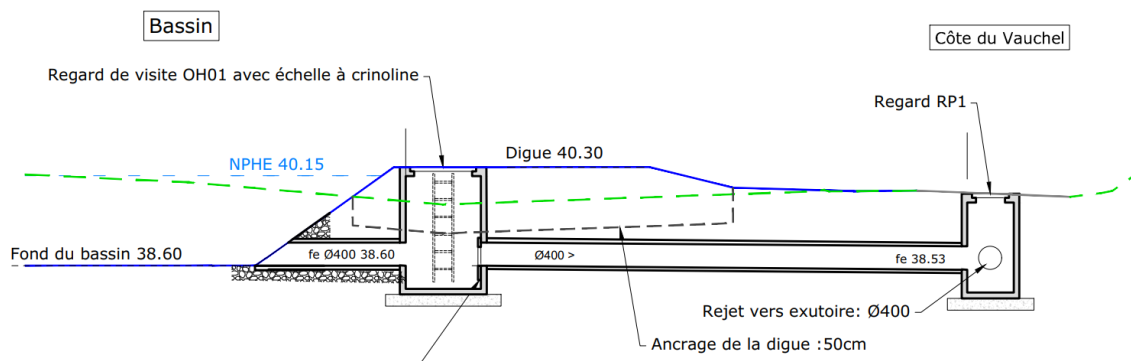 Bassin
Côte du Vauchel
Regard de visite OH01 avec échelle à crinoline
Regard RP1
NPHE 40.15
Digue 40.30
Fond du bassin 38.60
fe Ø400 38.60
Ø400 >
fe 38.53
Rejet vers exutoire: Ø400
Ancrage de la digue :50cm